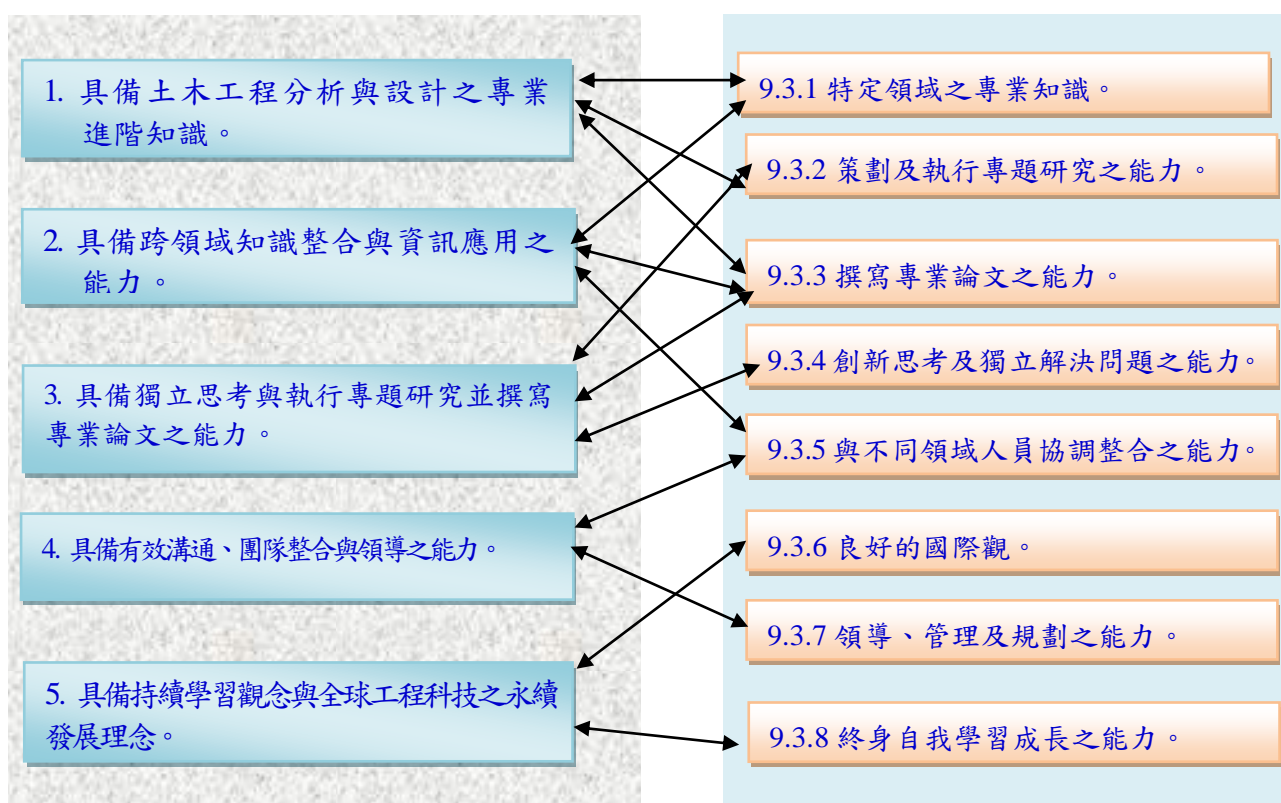 1. 具備土木工程分析與設計之專業
進階知識。
2. 具備跨領域知識整合與資訊應用之
能力。
3. 具備獨立思考與執行專題研究並撰寫
專業論文之能力。
4. 具備有效溝通、團隊整合與領導之能力。
5. 具備持續學習觀念與全球工程科技之永續
發展理念。
9.3.1 特定領域之專業知識。
9.3.2 策劃及執行專題研究之能力。
9.3.3 撰寫專業論文之能力。
9.3.4 創新思考及獨立解決問題之能力。
9.3.5 與不同領域人員協調整合之能力。
9.3.6 良好的國際觀。
9.3.7 領導、管理及規劃之能力。
9.3.8 終身自我學習成長之能力。